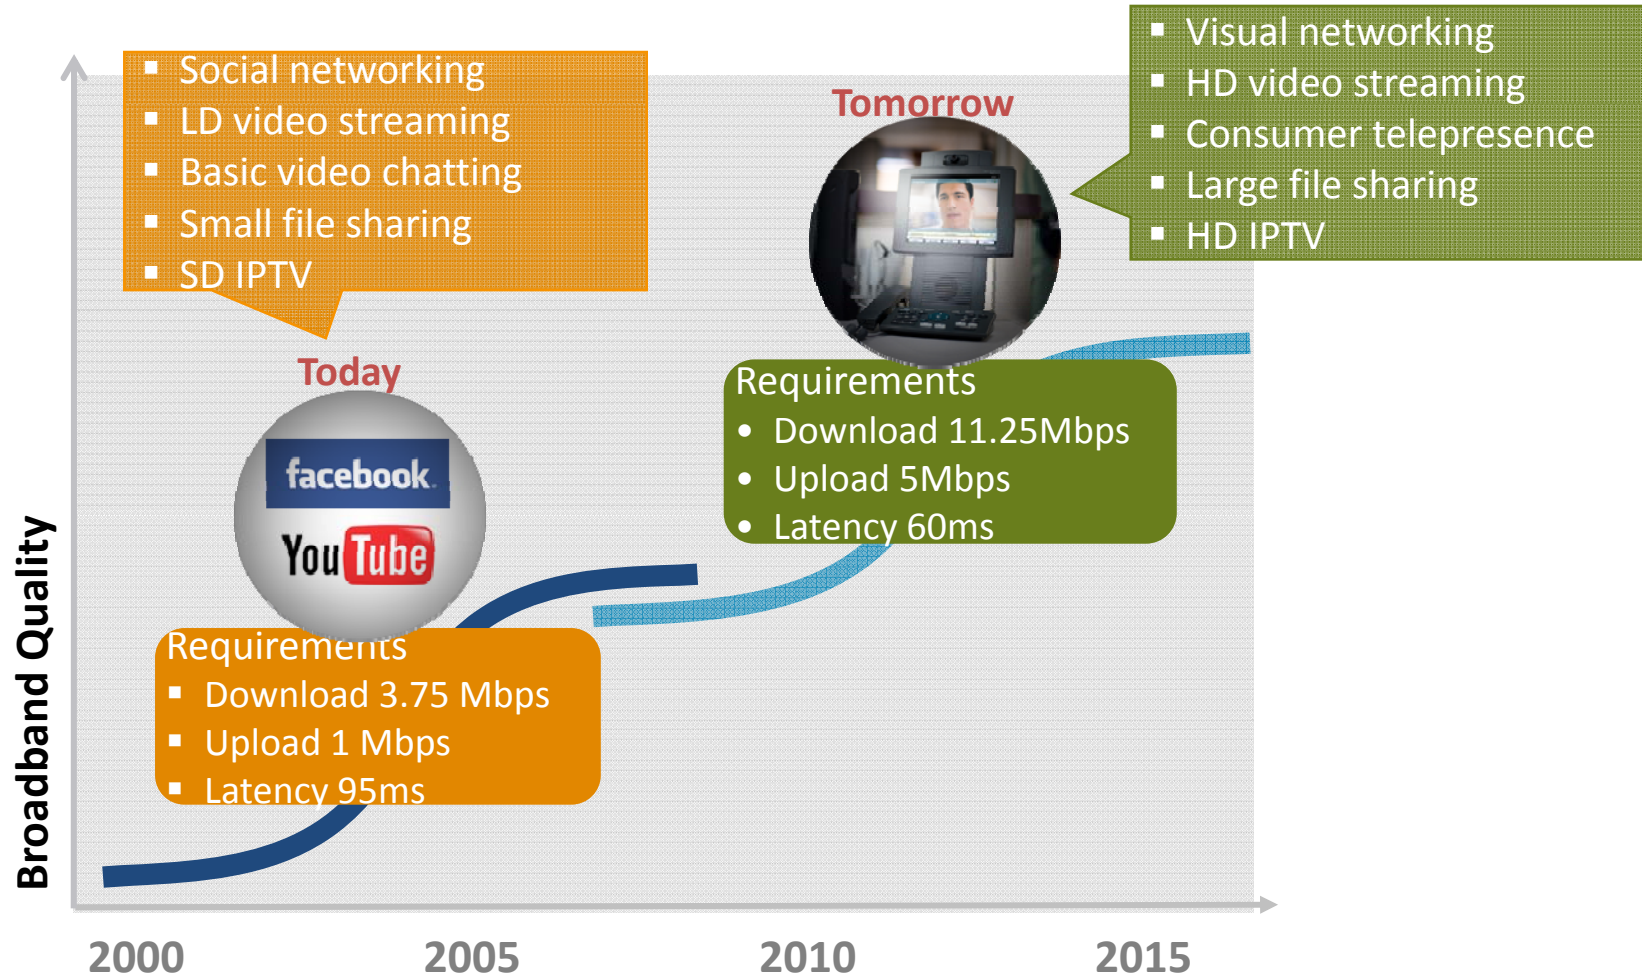 Social networking
LD video streaming
Basic video chatting
Small file sharing
SD IPTV
Tomorrow
Visual networking
HD video streaming
Consumer telepresence
Large file sharing
HD IPTV
Today
facebook.
You Tube
Requirements
Download 3.75 Mbps
Upload 1 Mbps
Latency 95ms
Requirements
Download 11.25Mbps
Upload 5Mbps
Latency 60ms
Broadband Quality
2000
2005
2010
2015